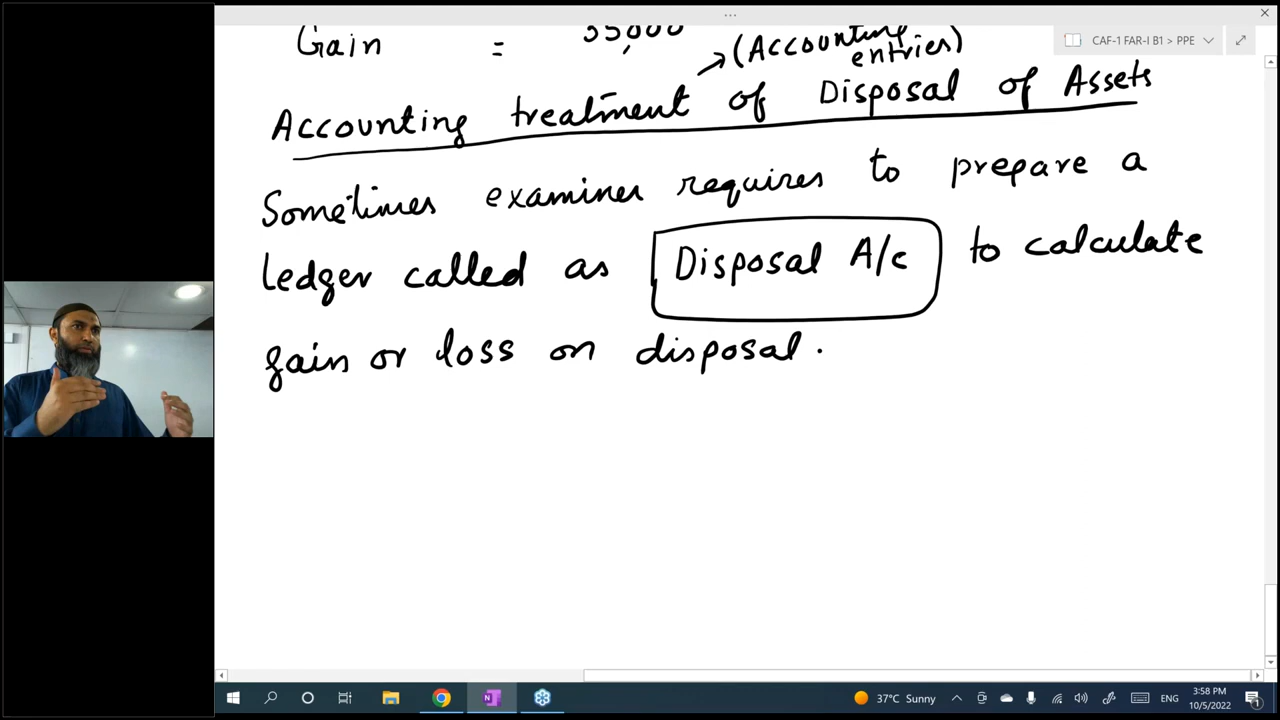 Gain = 35,000
→ (Accounting
entries)
CAF-1 FAR-I B1 > PPE
Accounting treatment of Disposal of Assets
Sometimes examiner requires to prepare a
ledger called as Disposal A/c to calculate
gain or loss on disposal.
37°C Sunny
ENG
3:58 PM
10/5/2022